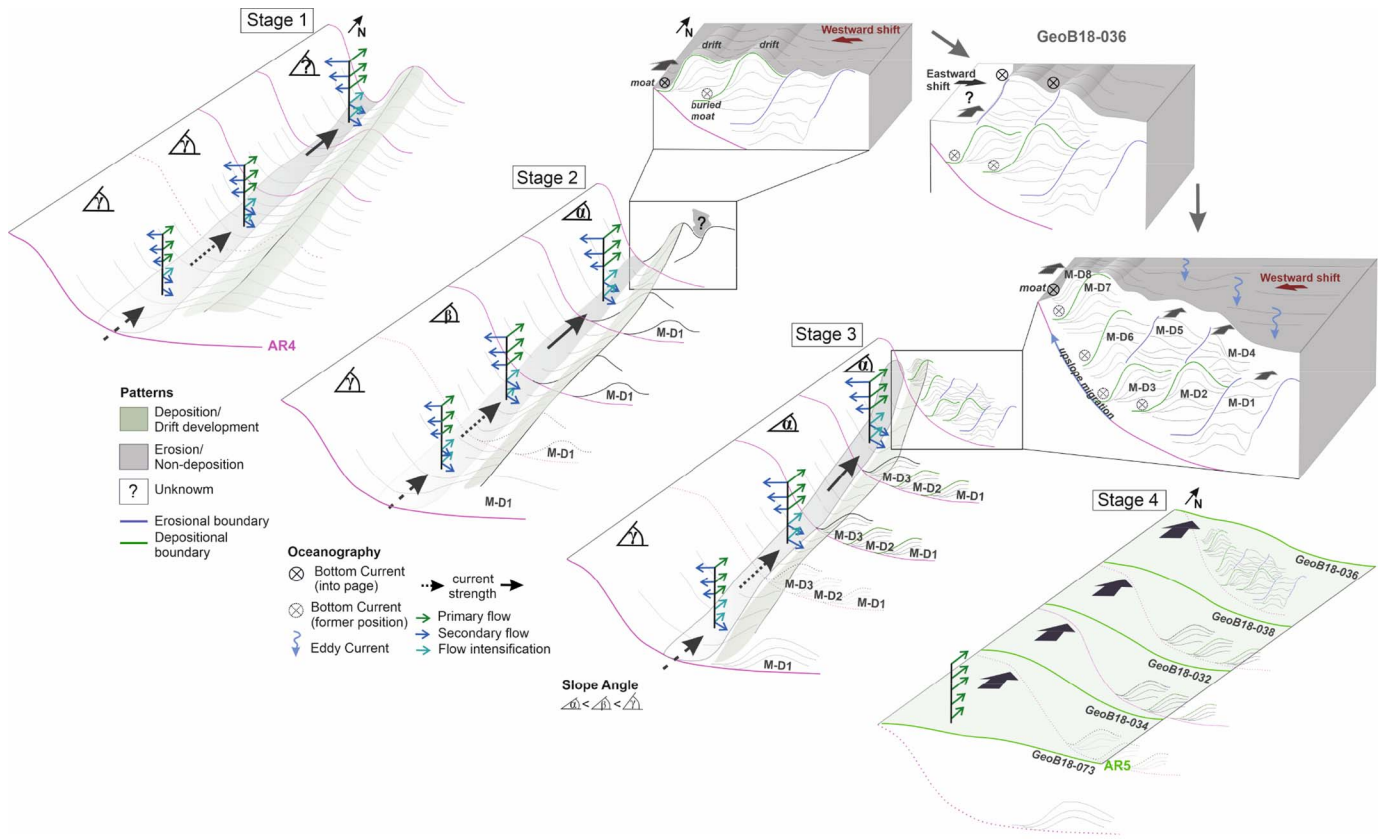 Stage 1
N
?
γ
γ
AR4
Stage 2
N
α
β
γ
?
M-D1
M-D1
M-D1
M-D1
drift
drift
Westward shift
moat
buried
moat
GeoB18-036
Eastward
shift
?
M-D8
M-D7
moat
Westward shift
M-D6
M-D5
M-D4
M-D3
M-D2
M-D1
upslope migration
Stage 3
α
α
γ
M-D3
M-D2
M-D1
M-D3
M-D2
M-D1
M-D3
M-D2
M-D1
M-D1
Patterns
Deposition/
Drift development
Erosion/
Non-deposition
? Unknowm
Erosional boundary
Depositional
boundary
Oceanography
Bottom Current
(into page)
Bottom Current
(former position)
Eddy Current
current
strength
Primary flow
Secondary flow
Flow intensification
Slope Angle
α < β < γ
Stage 4
N
GeoB18-036
GeoB18-038
GeoB18-032
GeoB18-034
GeoB18-073
AR5